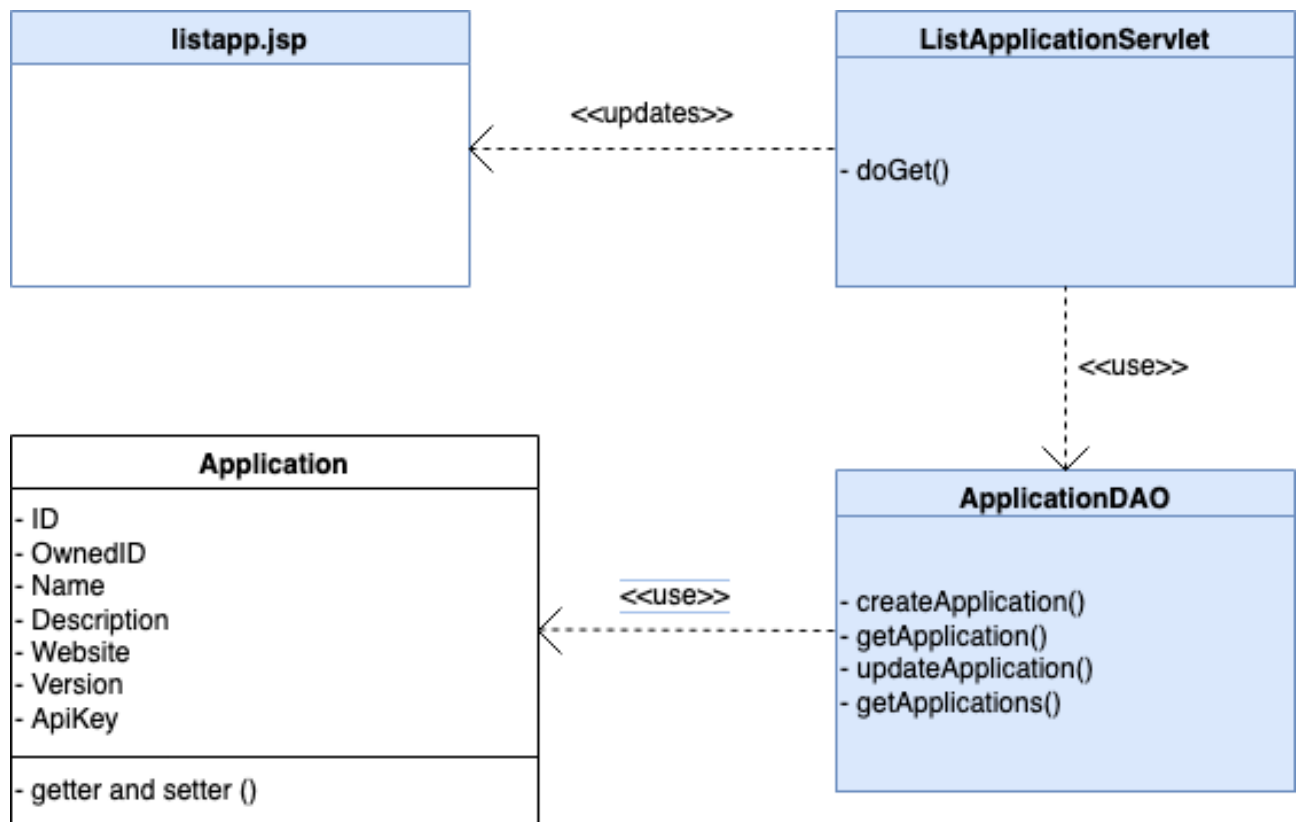 listapp.jsp
ListApplicationServlet
<<updates>>
- doGet()
<<use>>
Application
- ID
- OwnedID
- Name
- Description
- Website
- Version
- ApiKey
- getter and setter ()
<<use>>
ApplicationDAO
- createApplication()
- getApplication()
- updateApplication()
- getApplications()